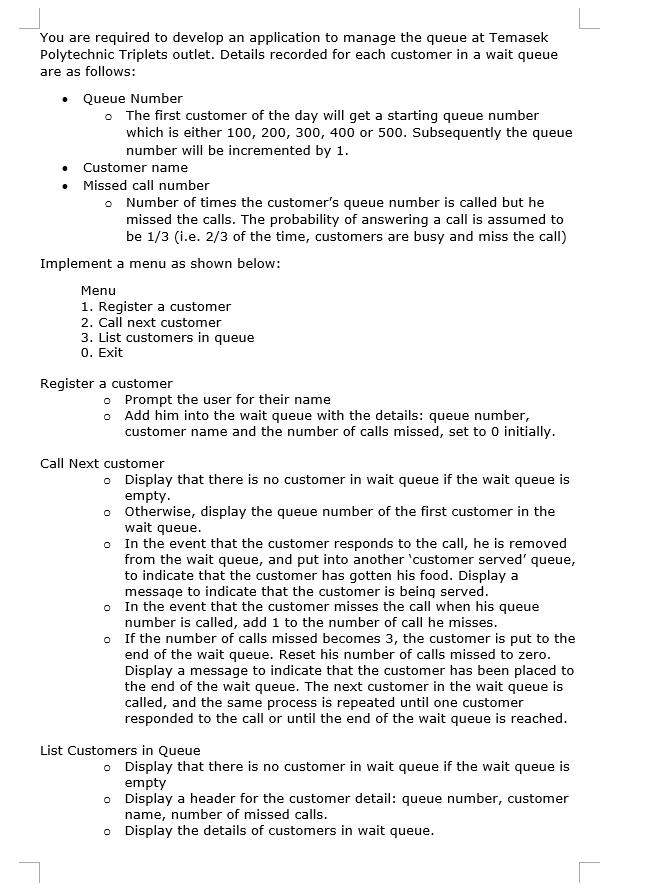 You are required to develop an application to manage the queue at Temasek
Polytechnic Triplets outlet. Details recorded for each customer in a wait queue
are as follows:
• Queue Number
o The first customer of the day will get a starting queue number
which is either 100, 200, 300, 400 or 500. Subsequently the queue
number will be incremented by 1.
• Customer name
• Missed call number
o Number of times the customer's queue number is called but he
missed the calls. The probability of answering a call is assumed to
be 1/3 (i.e. 2/3 of the time, customers are busy and miss the call)
Implement a menu as shown below:
Menu
1. Register a customer
2. Call next customer
3. List customers in queue
0. Exit
Register a customer
o Prompt the user for their name
o Add him into the wait queue with the details: queue number,
customer name and the number of calls missed, set to 0 initially.
Call Next customer
o Display that there is no customer in wait queue if the wait queue is
empty.
o Otherwise, display the queue number of the first customer in the
wait queue.
o In the event that the customer responds to the call, he is removed
from the wait queue, and put into another 'customer served' queue,
to indicate that the customer has gotten his food. Display a
message to indicate that the customer is being served.
o In the event that the customer misses the call when his queue
number is called, add 1 to the number of call he misses.
o If the number of calls missed becomes 3, the customer is put to the
end of the wait queue. Reset his number of calls missed to zero.
Display a message to indicate that the customer has been placed to
the end of the wait queue. The next customer in the wait queue is
called, and the same process is repeated until one customer
responded to the call or until the end of the wait queue is reached.
List Customers in Queue
o Display that there is no customer in wait queue if the wait queue is
empty
o Display a header for the customer detail: queue number, customer
name, number of missed calls.
o Display the details of customers in wait queue.